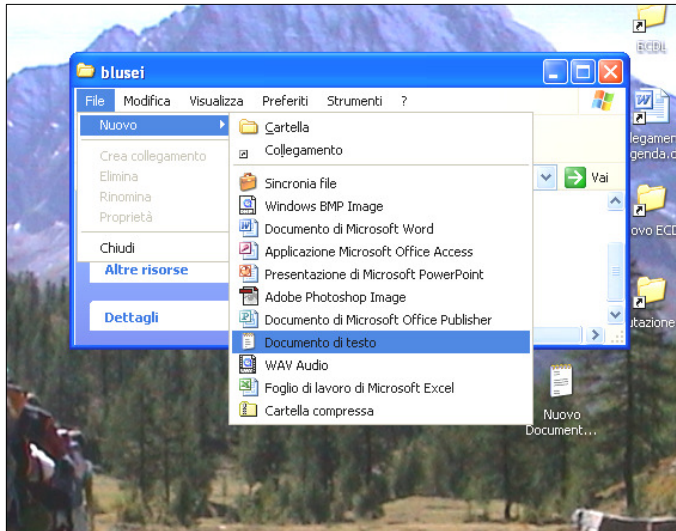 ECDL
blusei
File Modifica Visualizza Preferiti Strumenti ?
Nuovo
Crea collegamento
Elimina
Rinomina
Proprietà
Chiudi
Cartella
Collegamento
Sincronia file
Windows BMP Image
Documento di Microsoft Word
Applicazione Microsoft Office Access
Presentazione di Microsoft PowerPoint
Adobe Photoshop Image
Documento di Microsoft Office Publisher
Documento di testo
WAV Audio
Foglio di lavoro di Microsoft Excel
Cartella compressa
Vai
Altre risorse
Dettagli
Nuovo
Document...